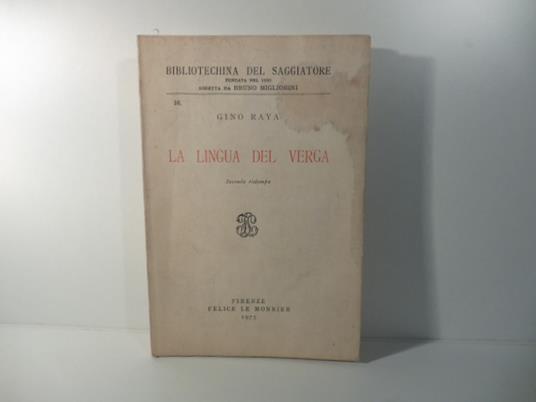 BIBLIOTECHINA DEL SAGGIATORE
FONDATA NEL
DIRETTA DA BRUNO MIGLIORINI
GINO RAYA
LA LINGUA DEL VERGA
Seconda ristampa
FIRENZE
FELICE LE MONNIER
1975